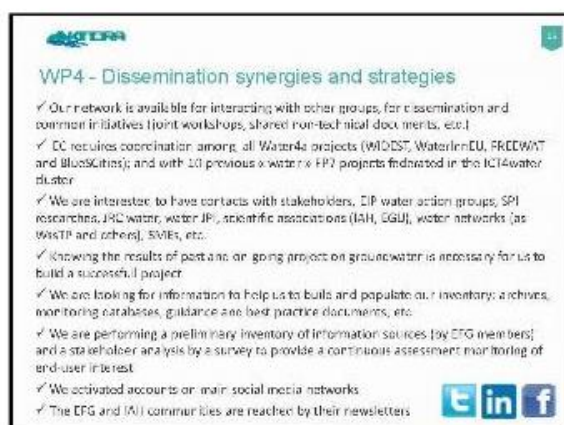 KINDRA
WP4 - Dissemination synergies and strategies
✓ Our network is available for interacting with other groups, for dissemination and
common initiatives (joint workshops, shared non-technical documents, etc.)
✓ EC requires coordination among all Water4a projects (WIDEST, WaterInnEU, FREEWAT
and BlueSCities); and with 10 previous « water » FP7 projects federated in the ICT4water
cluster
✓ We are interested to have contacts with stakeholders, EIP water action groups, SPI
researches, JRC water, water JPI, scientific associations (IAH, EGU), water networks (as
WssTP and others), SMEs, etc.
✓ Knowing the results of past and on going project on groundwater is necessary for us to
build a successfull project
✓ We are looking for information to help us to build and populate our inventory: archives,
monitoring databases, guidance and best practice documents, etc
✓ We are performing a preliminary inventory of information sources (by EFG members)
and a stakeholder analysis by a survey to provide a continuous assessment monitoring of
end-user interest
✓ We activated accounts on main social media networks
✓ The EFG and IAH communities are reached by their newsletters
t in f